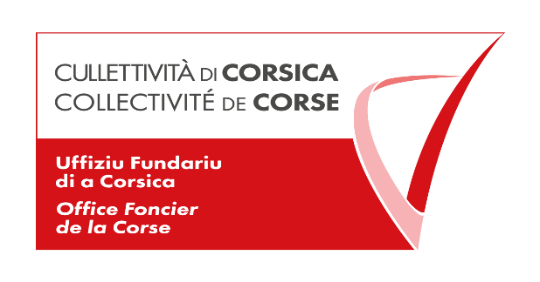 CULLETTIVITÀ DI CORSICA
COLLECTIVITÉ DE CORSE
Uffiziu Fundariu
di a Corsica
Office Foncier
de la Corse